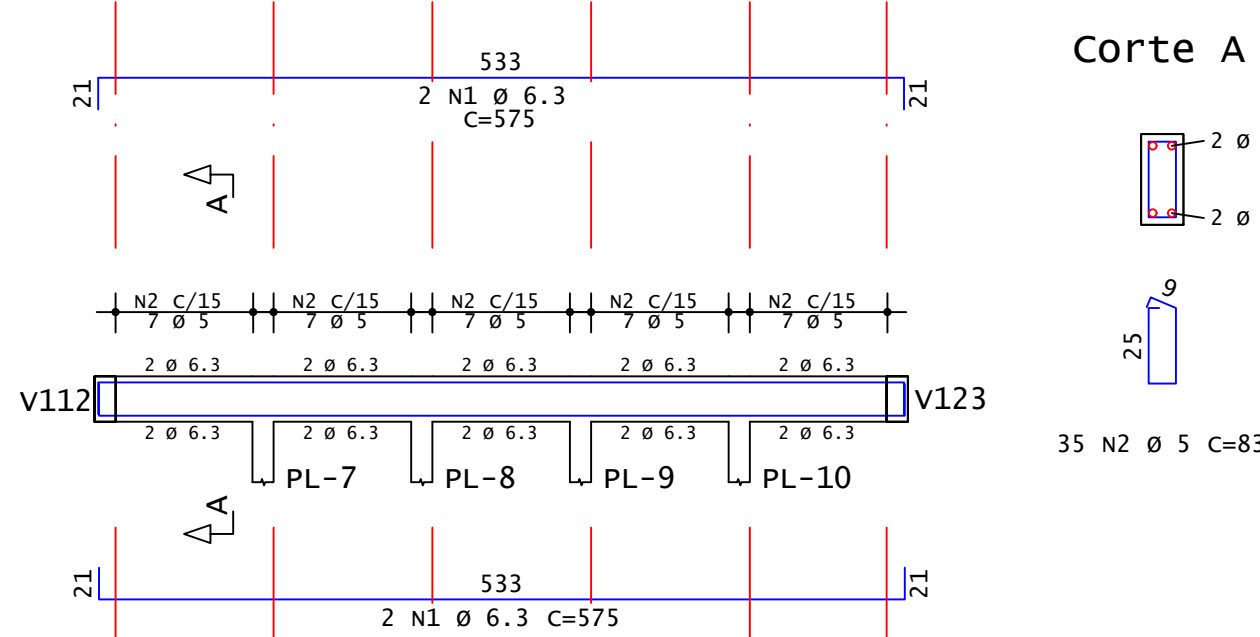 533
Corte A
21
21
2 N1 Ø 6.3
C=575
2 Ø
A
2 Ø
N2 C/15
7 Ø 5
N2 C/15
7 Ø 5
N2 C/15
7 Ø 5
N2 C/15
7 Ø 5
N2 C/15
7 Ø 5
9
25
2 Ø 6.3
2 Ø 6.3
2 Ø 6.3
2 Ø 6.3
2 Ø 6.3
V112
V123
2 Ø 6.3
2 Ø 6.3
2 Ø 6.3
2 Ø 6.3
2 Ø 6.3
35 N2 Ø 5 C=83
PL-7
PL-8
PL-9
PL-10
A
533
21
21
2 N1 Ø 6.3 C=575